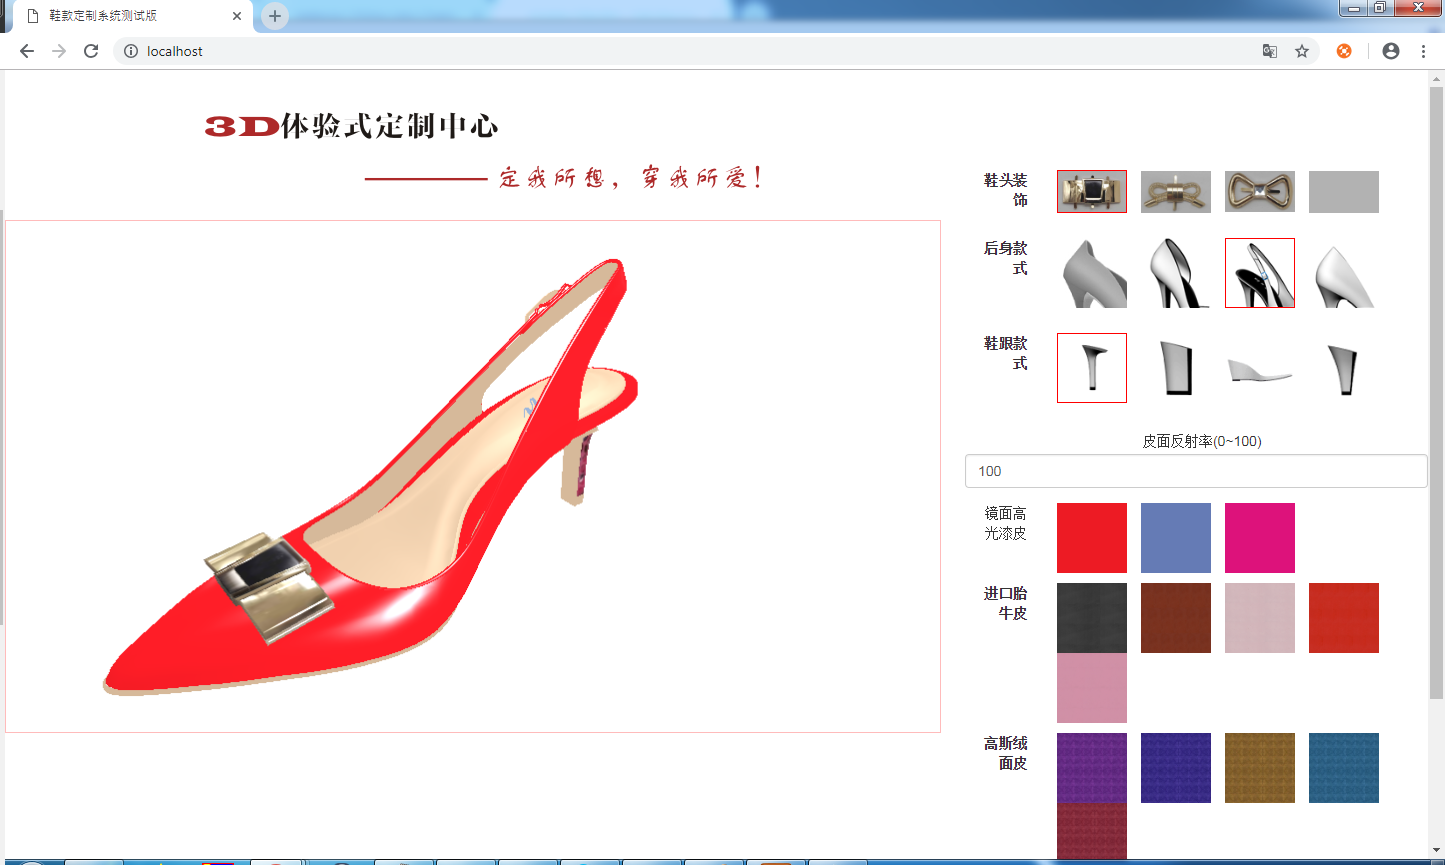 鞋款定制系统测试版
localhost
3D体验式定制中心
定我所想，穿我所爱！
鞋头装
饰
后身款
式
鞋跟款
式
皮面反射率(0~100)
100
镜面高
光漆皮
进口胎
牛皮
高斯绒
面皮